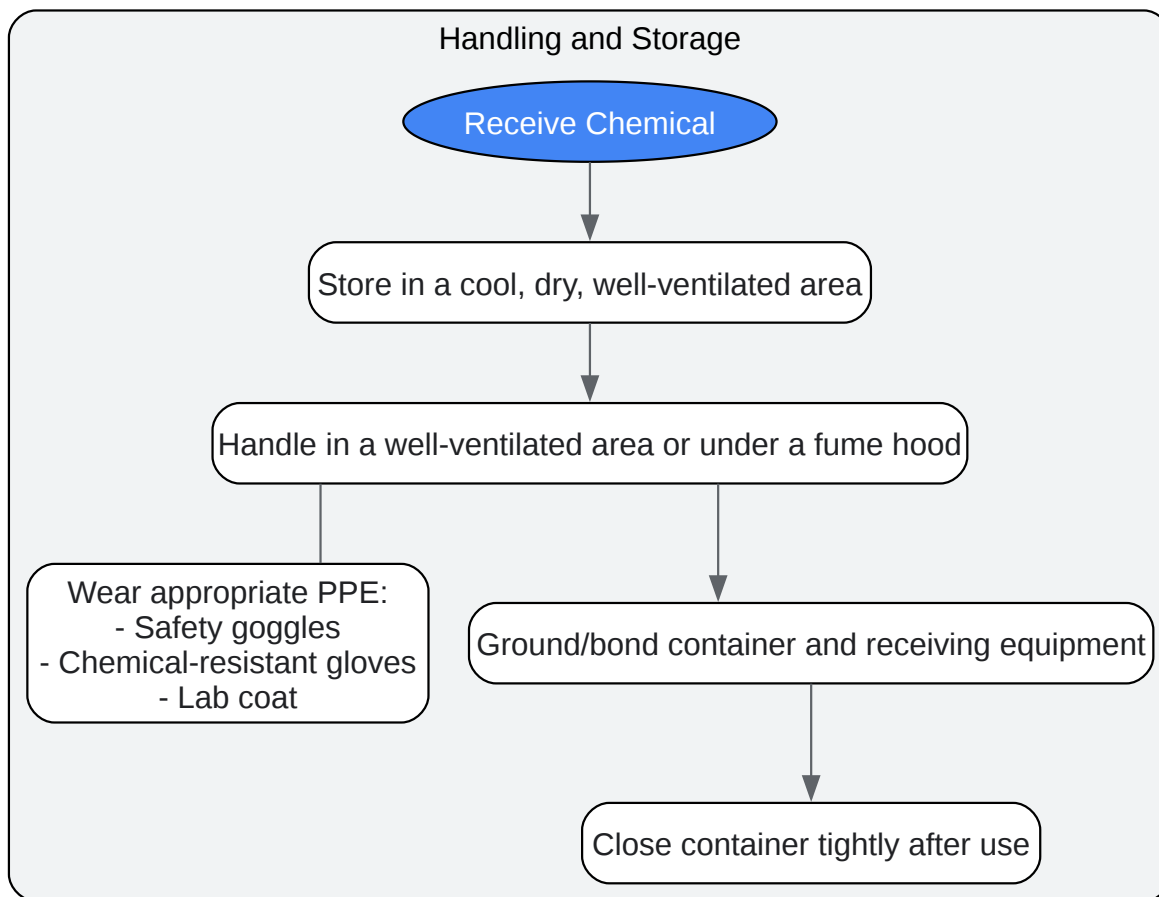 Handling and Storage
Receive Chemical
Store in a cool, dry, well-ventilated area
Handle in a well-ventilated area or under a fume hood
Wear appropriate PPE:
- Safety goggles
- Chemical-resistant gloves
- Lab coat
Ground/bond container and receiving equipment
Close container tightly after use